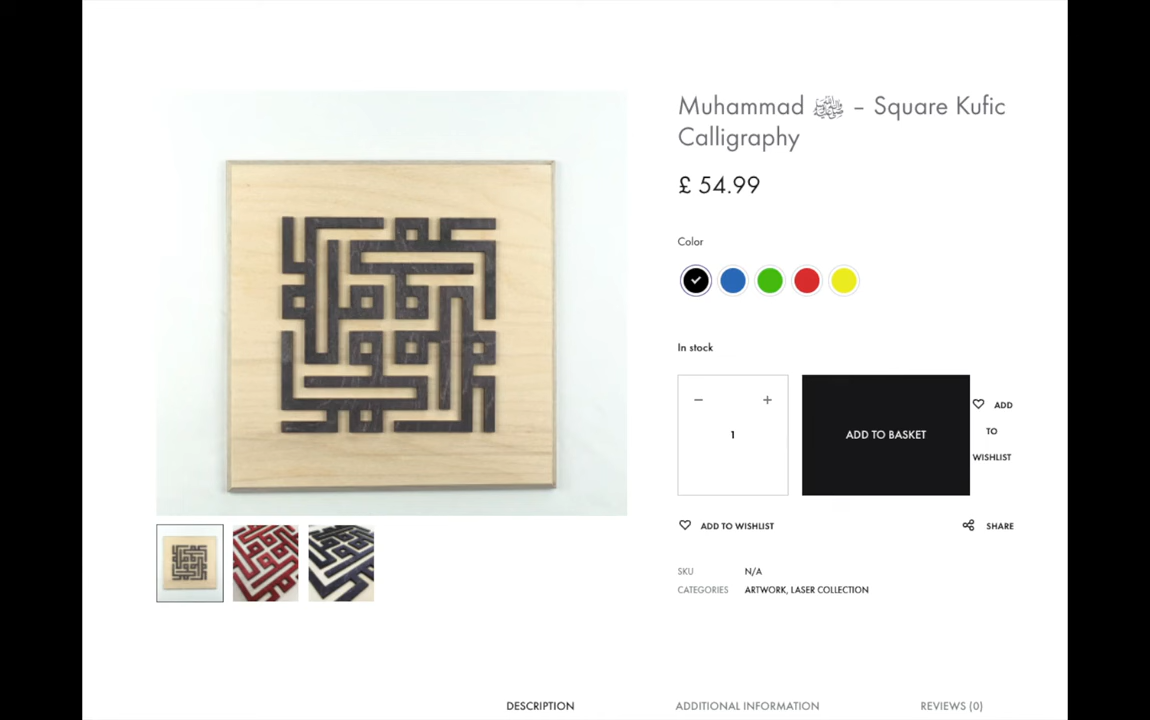 Muhammad ﷺ – Square Kufic
Calligraphy
£ 54.99
Color
In stock
− +
1
ADD TO BASKET
ADD
TO
WISHLIST
ADD TO WISHLIST
SHARE
SKU N/A
CATEGORIES ARTWORK, LASER COLLECTION
DESCRIPTION ADDITIONAL INFORMATION REVIEWS (0)